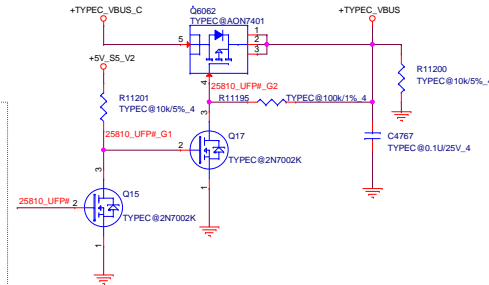 +TYPEC_VBUS_C
Q6062
TYPEC@AON7401
+TYPEC_VBUS
5
1
2
3
4
+5V_S5_V2
25810_UFP#_G2
R11200
TYPEC@10k/5%_4
R11201
TYPEC@10k/5%_4
R11195
TYPEC@100k/1%_4
3
25810_UFP#_G1
Q17
2
TYPEC@2N7002K
C4767
TYPEC@0.1U/25V_4
1
3
Q15
25810_UFP#
2
TYPEC@2N7002K
1